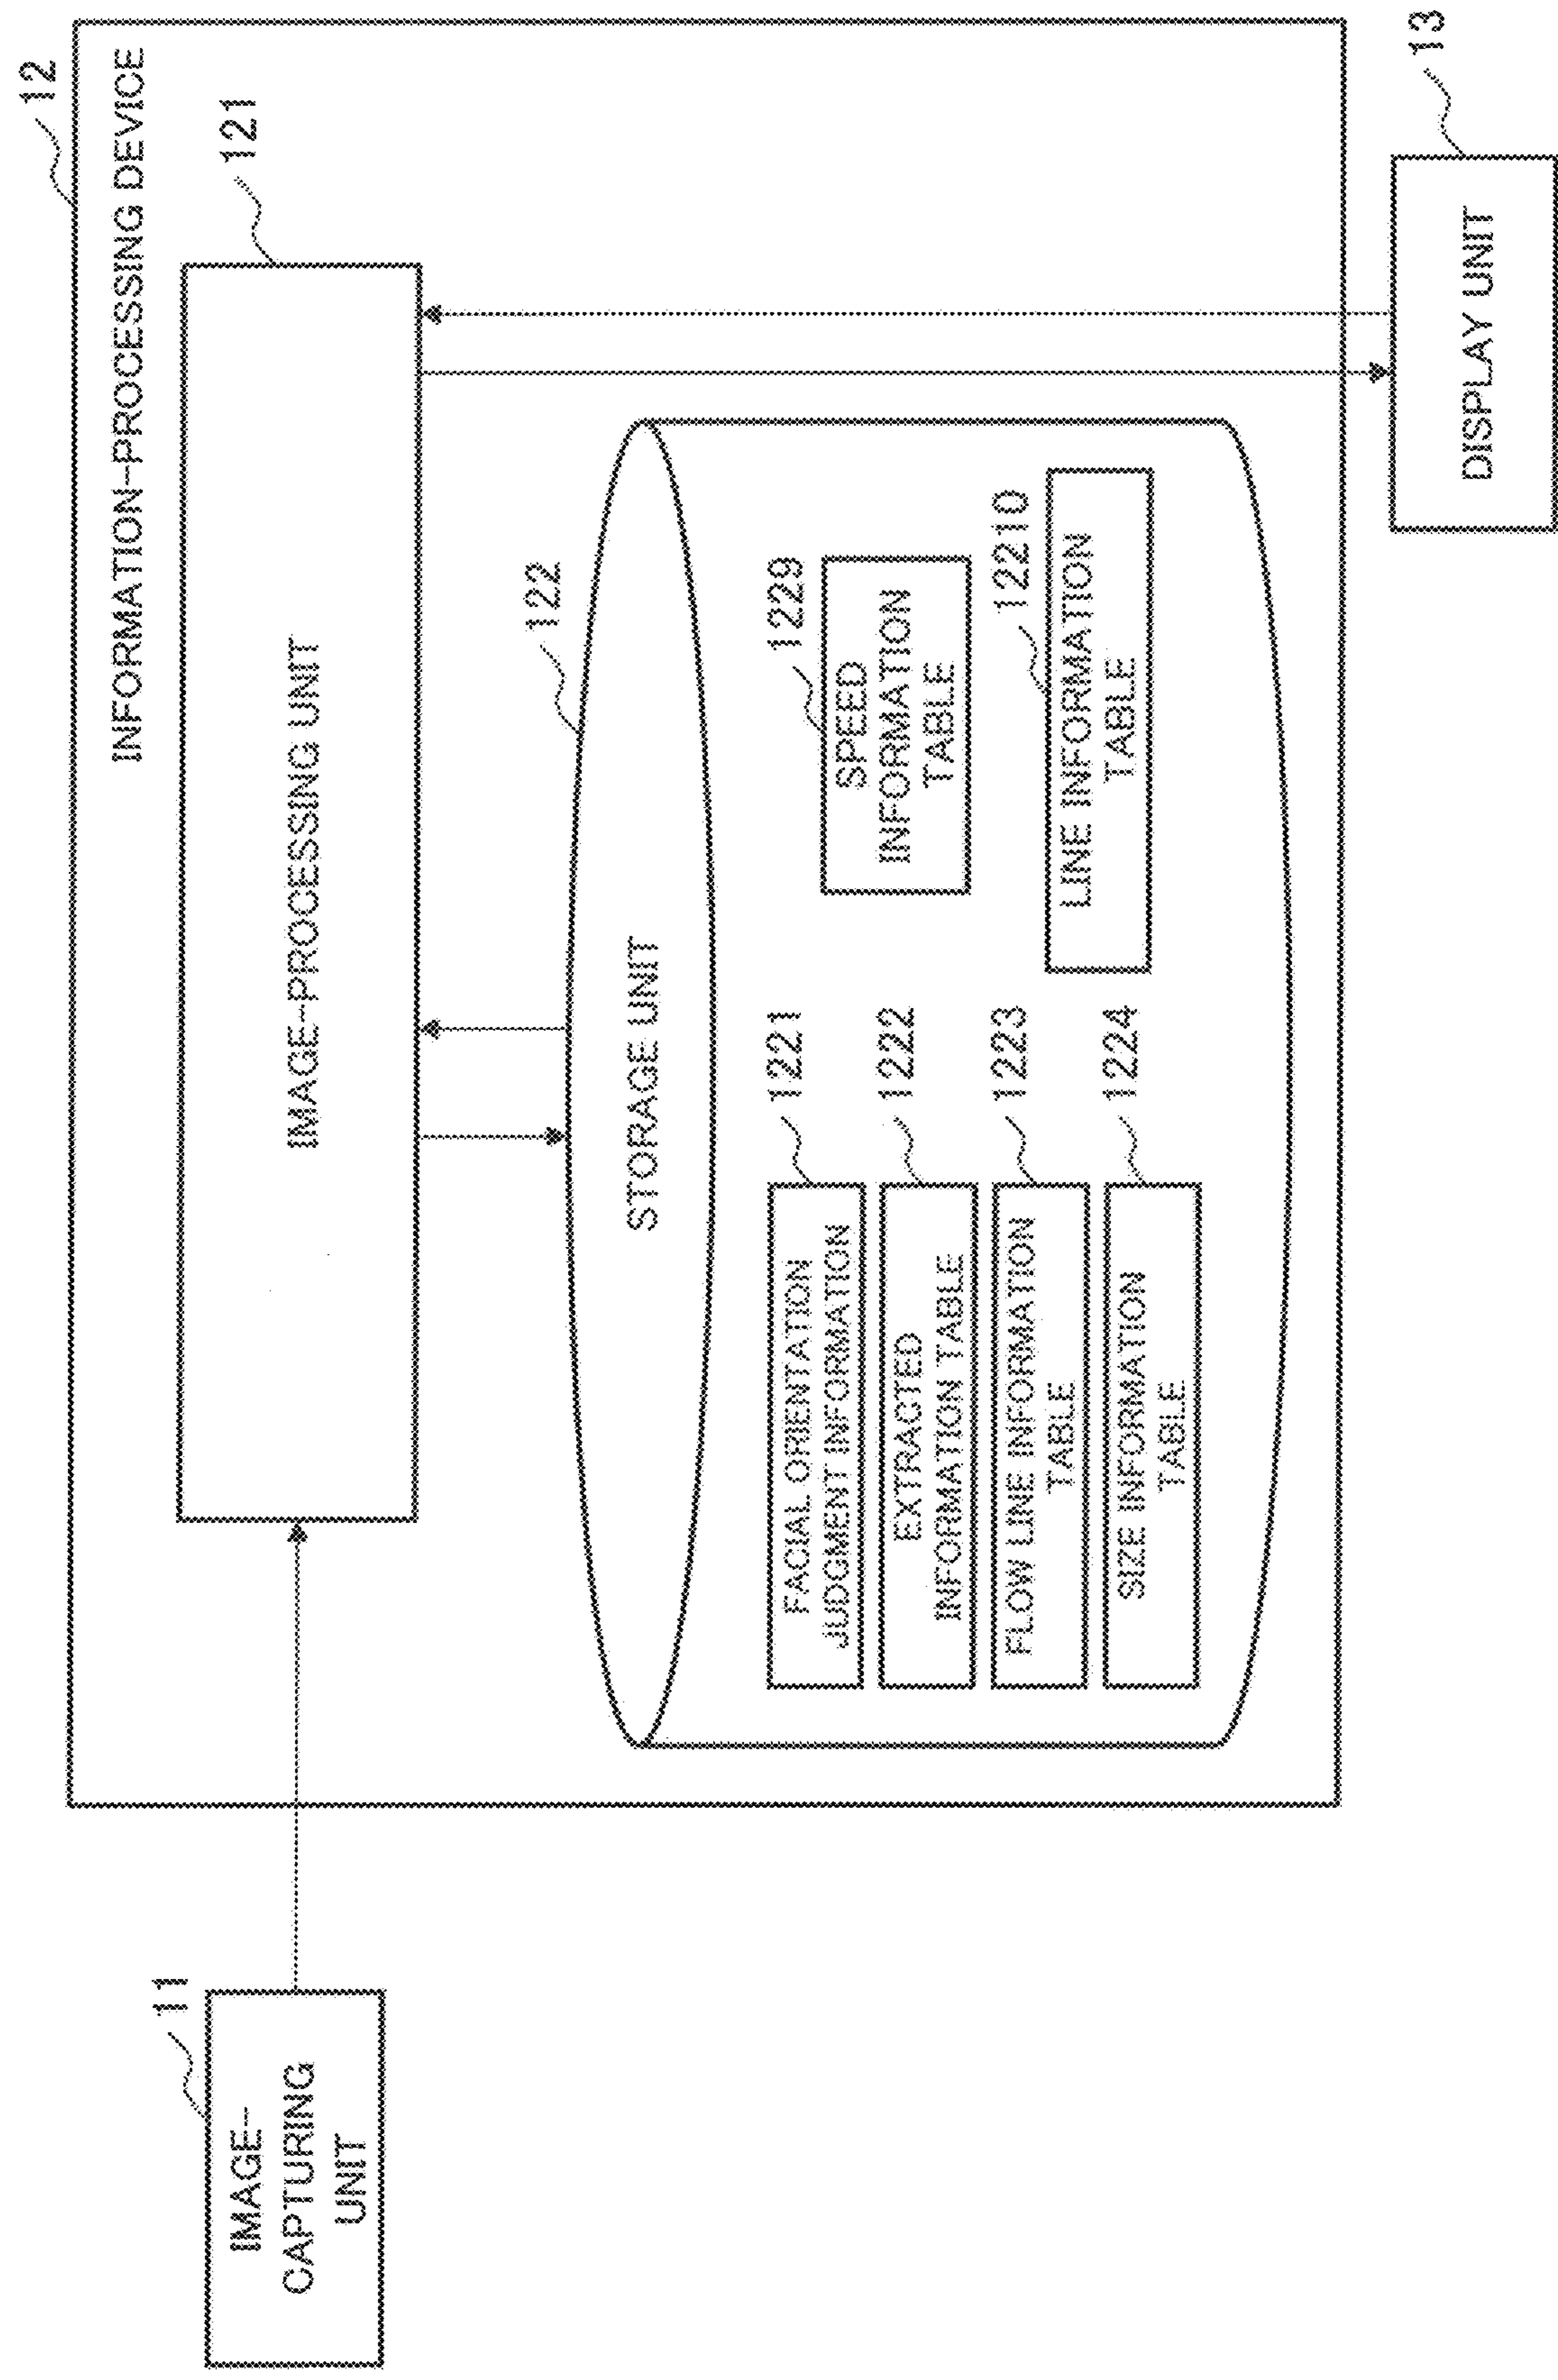 12
INFORMATION-PROCESSING DEVICE
11
IMAGE-
CAPTURING
UNIT
121
IMAGE-PROCESSING UNIT
122
STORAGE UNIT
1221
FACIAL ORIENTATION
JUDGMENT INFORMATION
1222
EXTRACTED
INFORMATION TABLE
1223
FLOW LINE INFORMATION
TABLE
1224
SIZE INFORMATION
TABLE
1229
SPEED
INFORMATION
TABLE
12210
LINE INFORMATION
TABLE
13
DISPLAY UNIT